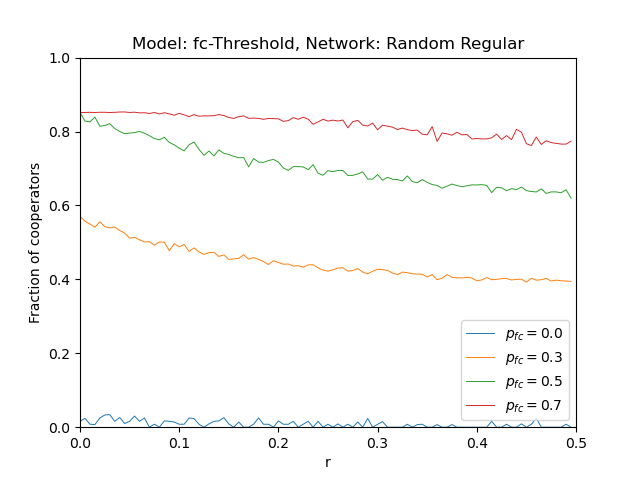 Model: fc-Threshold, Network: Random Regular
Fraction of cooperators
1.0
0.8
0.6
0.4
0.2
0.0
p_{fc} = 0.0
p_{fc} = 0.3
p_{fc} = 0.5
p_{fc} = 0.7
0.0 0.1 0.2 0.3 0.4 0.5
r